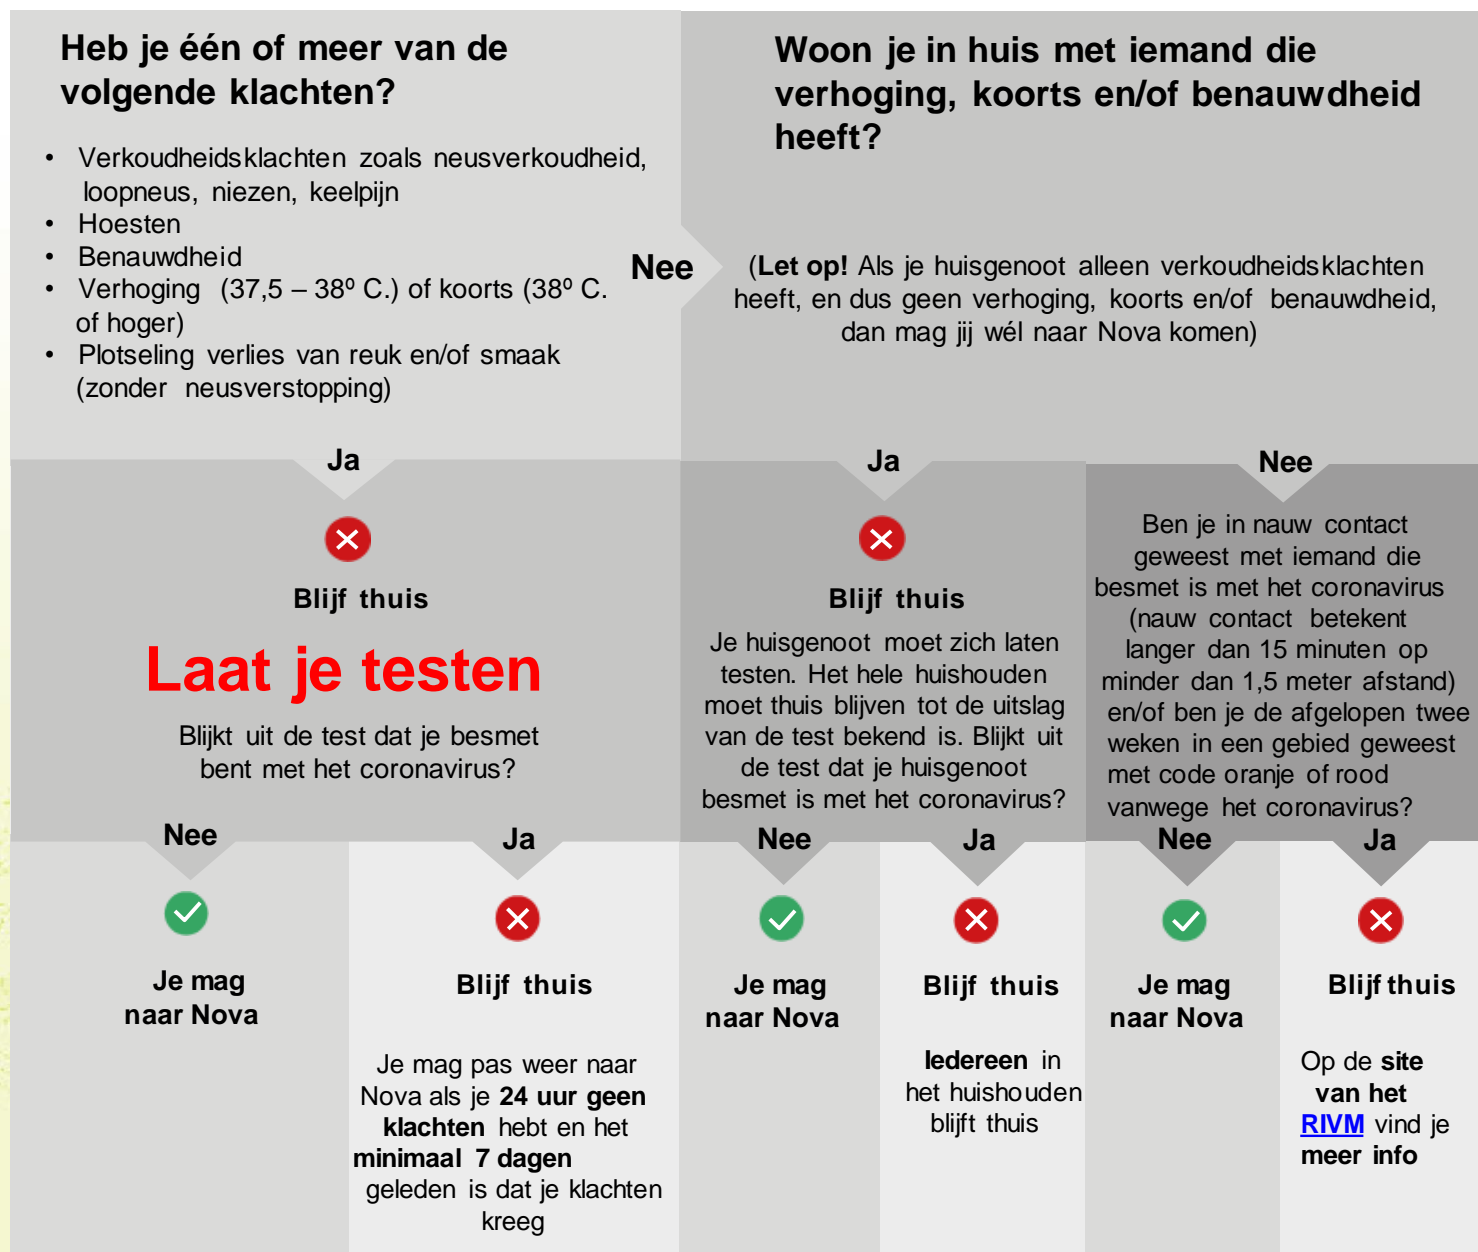 Heb je één of meer van de
volgende klachten?
• Verkoudheidsklachten zoals neusverkoudheid,
loopneus, niezen, keelpijn
• Hoesten
• Benauwdheid
• Verhoging (37,5 – 38⁰ C.) of koorts (38⁰ C.
of hoger)
• Plotseling verlies van reuk en/of smaak
(zonder neusverstopping)
Nee
Woon je in huis met iemand die
verhoging, koorts en/of benauwdheid
heeft?
(Let op! Als je huisgenoot alleen verkoudheidsklachten
heeft, en dus geen verhoging, koorts en/of benauwdheid,
dan mag jij wél naar Nova komen)
Ja
Blijf thuis
Laat je testen
Blijkt uit de test dat je besmet
bent met het coronavirus?
Ja
Blijf thuis
Je huisgenoot moet zich laten
testen. Het hele huishouden
moet thuis blijven tot de uitslag
van de test bekend is. Blijkt uit
de test dat je huisgenoot
besmet is met het coronavirus?
Nee
Ben je in nauw contact
geweest met iemand die
besmet is met het coronavirus
(nauw contact betekent
langer dan 15 minuten op
minder dan 1,5 meter afstand)
en/of ben je de afgelopen twee
weken in een gebied geweest
met code oranje of rood
vanwege het coronavirus?
Nee
Je mag
naar Nova
Ja
Blijf thuis
Je mag pas weer naar
Nova als je 24 uur geen
klachten hebt en het
minimaal 7 dagen
geleden is dat je klachten
kreeg
Nee
Je mag
naar Nova
Ja
Blijf thuis
Iedereen in
het huishouden
blijft thuis
Nee
Je mag
naar Nova
Ja
Blijf thuis
Op de site
van het
RIVM vind je
meer info